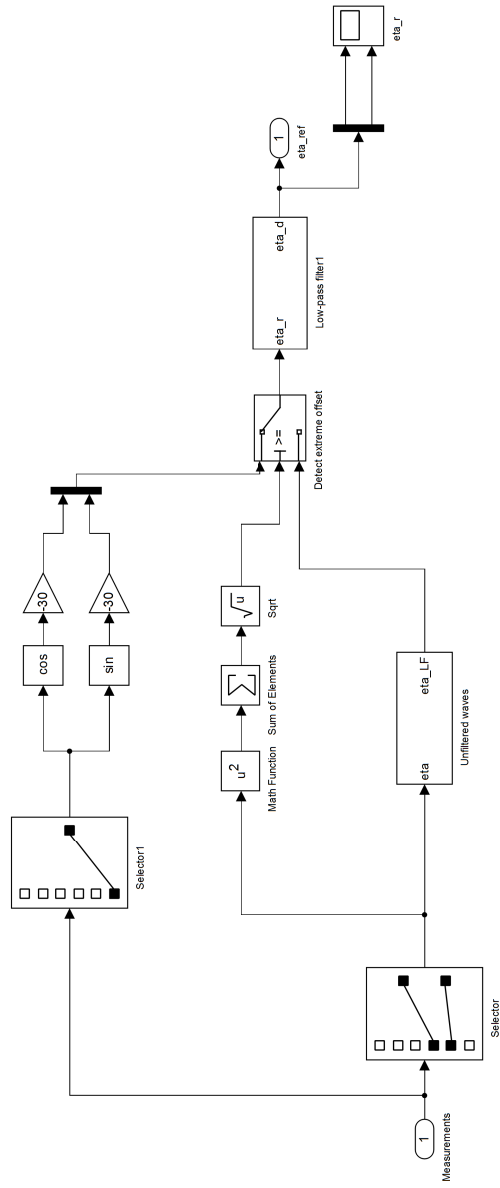 1
Measurements
Selector
Selector1
cos
sin
-30
-30
u²
Math Function
Sum of Elements
√u
Sqrt
eta
eta_LF
Unfiltered waves
>=
Detect extreme offset
eta_r
eta_d
Low-pass filter1
1
eta_ref
eta_r